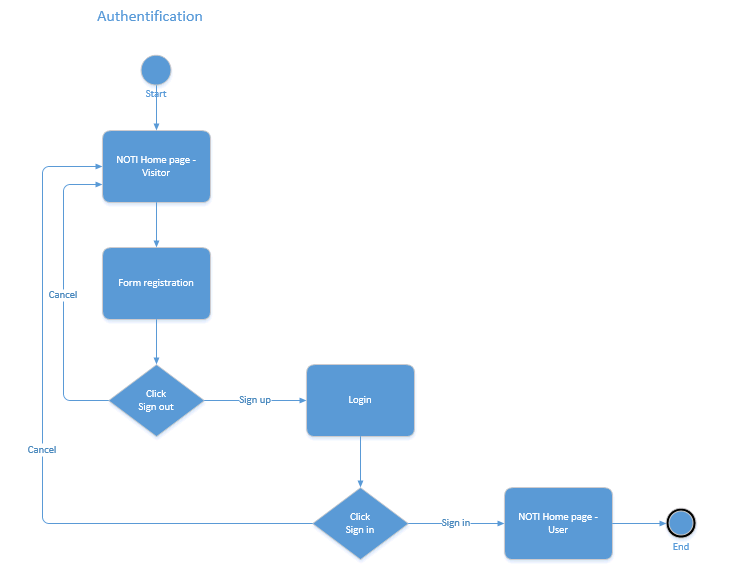 Authentification
Start
NOTI Home page -
Visitor
Form registration
Cancel
Click
Sign out
Sign up
Login
Cancel
Click
Sign in
Sign in
NOTI Home page -
User
End